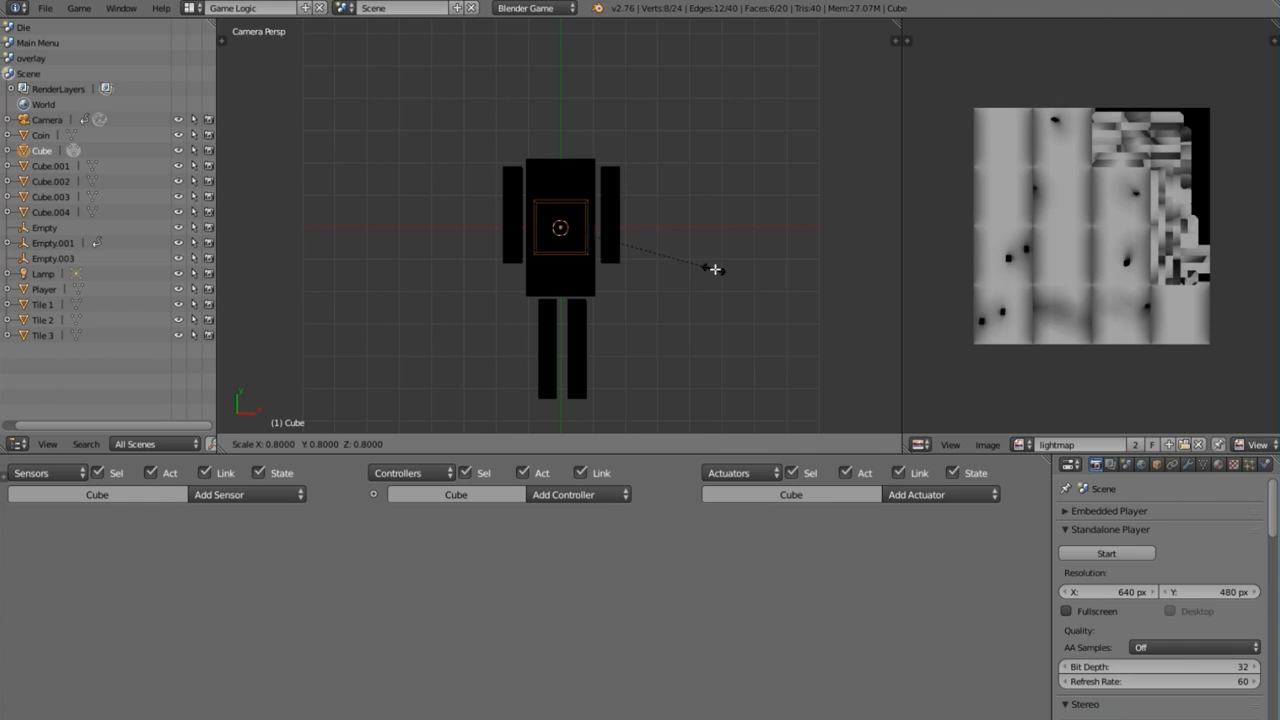 File Game Window Help Game Logic Scene Blender Game v2.76 | Verts:8/24 | Edges:12/40 | Faces:6/20 | Tris:40 | Mem:27.07M | Cube
Die
Main Menu
overlay
Scene
RenderLayers |
World
Camera |
Coin |
Cube |
Cube.001 |
Cube.002 |
Cube.003 |
Cube.004 |
Empty
Empty.001 |
Empty.003
Lamp |
Player |
Tile 1 |
Tile 2 |
Tile 3 |
View Search All Scenes
Camera Persp
y
(1) Cube
Scale X: 0.8000 Y: 0.8000 Z: 0.8000
View Image lightmap 2 F View
Sensors Sel Act Link State
Cube Add Sensor
Controllers Sel Act Link
Cube Add Controller
Actuators Sel Act Link State
Cube Add Actuator
Scene
Embedded Player
Standalone Player
Start
Resolution:
X: 640 px Y: 480 px
Fullscreen Desktop
Quality:
AA Samples: Off
Bit Depth: 32
Refresh Rate: 60
Stereo